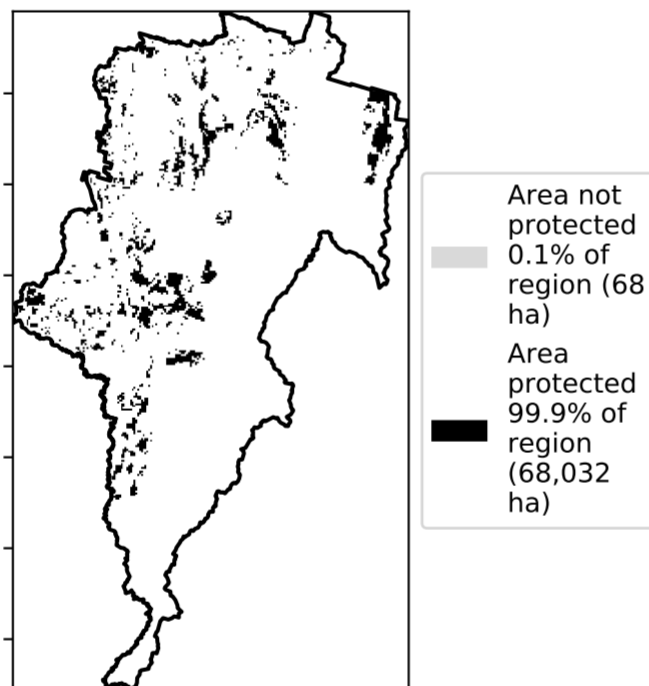 Area not
protected
0.1% of
region (68
ha)
Area
protected
99.9% of
region
(68,032
ha)